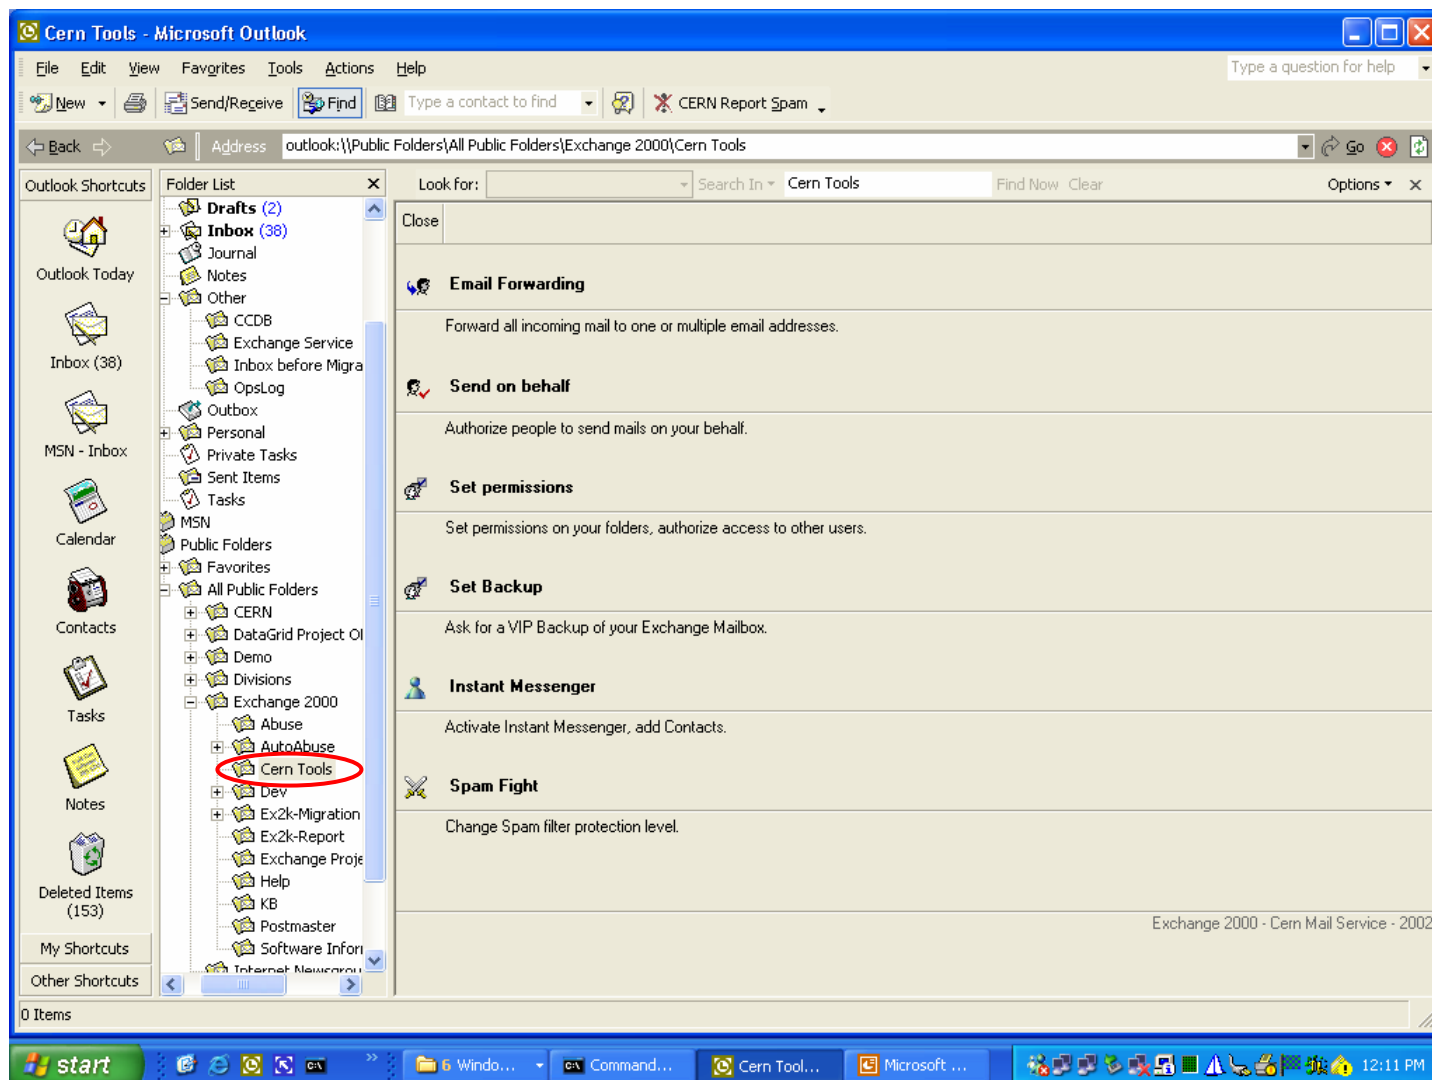 Cern Tools - Microsoft Outlook
File Edit View Favorites Tools Actions Help
Type a question for help
New Send/Receive Find Type a contact to find CERN Report Spam
Back Address outlook:\\Public Folders\All Public Folders\Exchange 2000\Cern Tools Go
Outlook Shortcuts
Outlook Today
Inbox (38)
MSN - Inbox
Calendar
Contacts
Tasks
Notes
Deleted Items
(153)
My Shortcuts
Other Shortcuts
Folder List
Drafts (2)
Inbox (38)
Journal
Notes
Other
CCDB
Exchange Service
Inbox before Migra
OpsLog
Outbox
Personal
Private Tasks
Sent Items
Tasks
MSN
Public Folders
Favorites
All Public Folders
CERN
DataGrid Project Ol
Demo
Divisions
Exchange 2000
Abuse
AutoAbuse
Cern Tools
Dev
Ex2k-Migration
Ex2k-Report
Exchange Proje
Help
KB
Postmaster
Software Infor
Internet Newsgrou
Look for: Search In Cern Tools Find Now Clear Options
Close
Email Forwarding
Forward all incoming mail to one or multiple email addresses.
Send on behalf
Authorize people to send mails on your behalf.
Set permissions
Set permissions on your folders, authorize access to other users.
Set Backup
Ask for a VIP Backup of your Exchange Mailbox.
Instant Messenger
Activate Instant Messenger, add Contacts.
Spam Fight
Change Spam filter protection level.
Exchange 2000 - Cern Mail Service - 2002
0 Items
start 6 Windo... Command... Cern Tool... Microsoft ... 12:11 PM